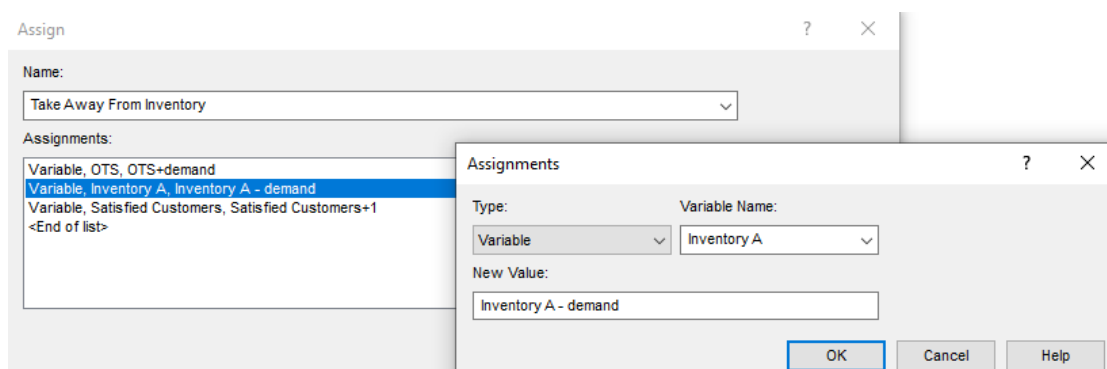 Assign ?
Name:
Take Away From Inventory
Assignments:
Variable, OTS, OTS+demand
Variable, Inventory A, Inventory A - demand
Variable, Satisfied Customers, Satisfied Customers+1
<End of list>
Assignments ?
Type: Variable Name:
Variable Inventory A
New Value:
Inventory A - demand
OK Cancel Help